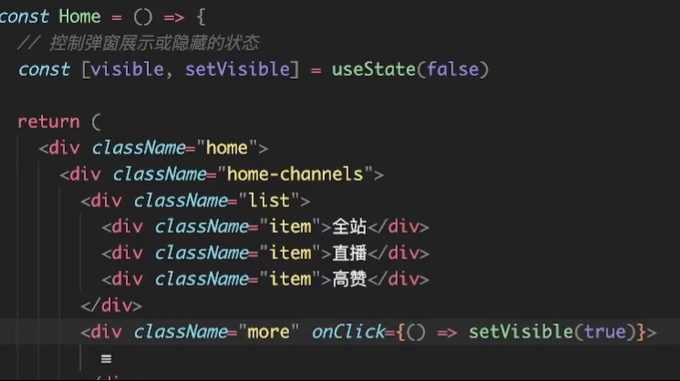 const Home = () => {
// 控制弹窗展示或隐藏的状态
const [visible, setVisible] = useState(false)
return (
<div className="home">
<div className="home-channels">
<div className="list">
<div className="item">全站</div>
<div className="item">直播</div>
<div className="item">高赞</div>
</div>
<div className="more" onClick={() => setVisible(true)}>
≡